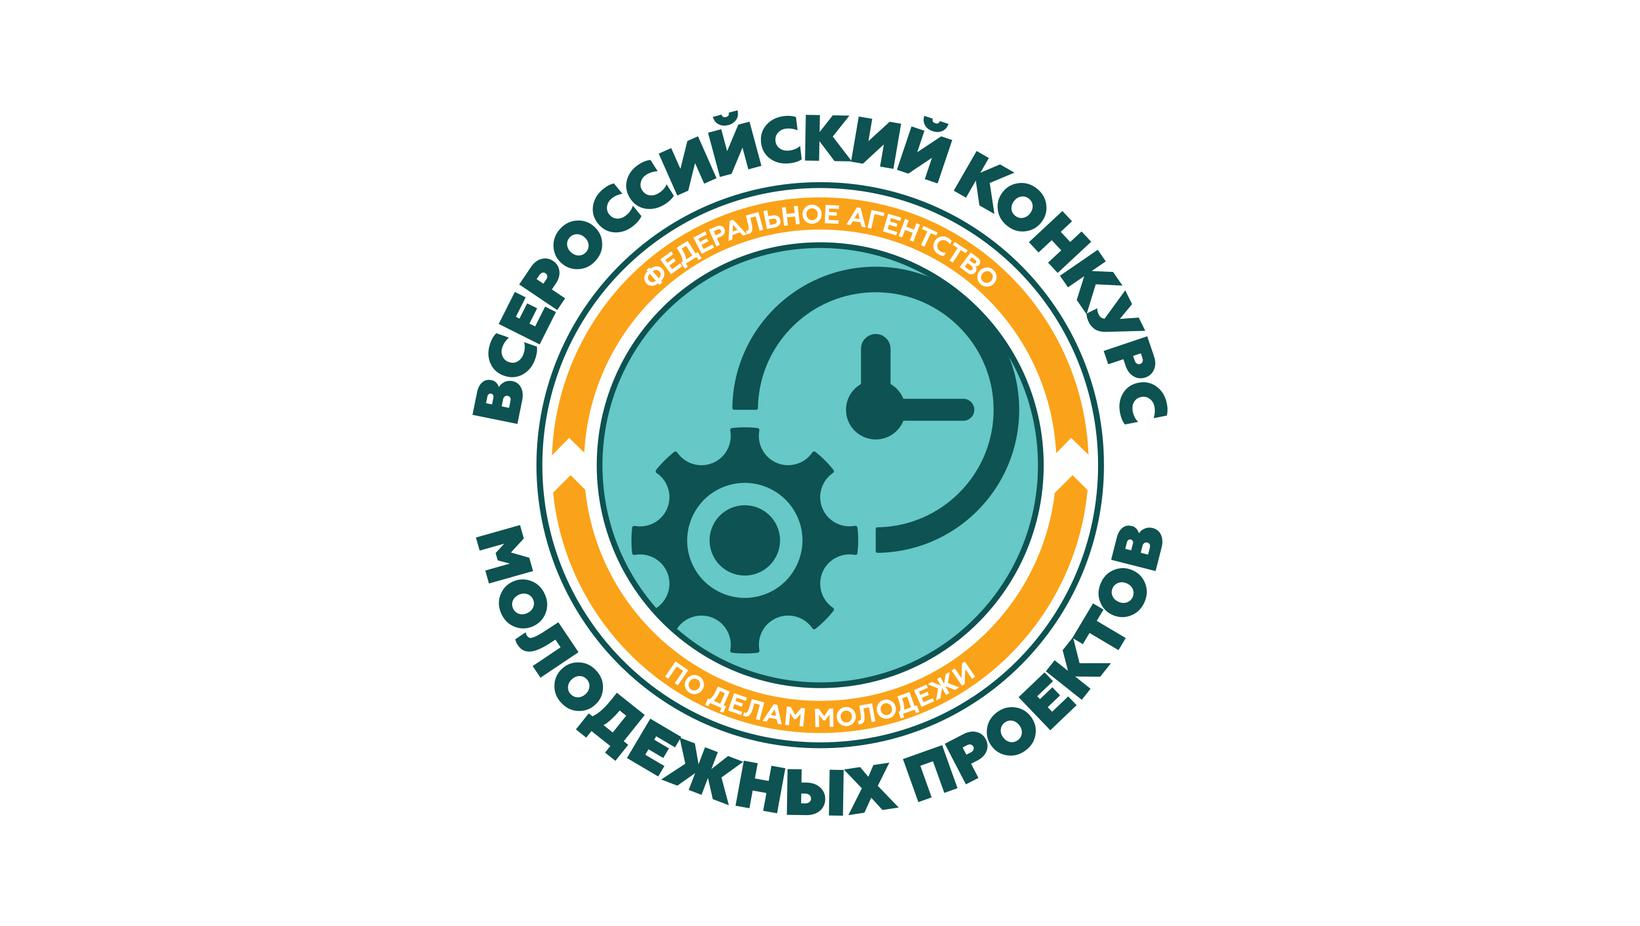 ВСЕРОССИЙСКИЙ КОНКУРС
ФЕДЕРАЛЬНОЕ АГЕНТСТВО
ПО ДЕЛАМ МОЛОДЕЖИ
МОЛОДЕЖНЫХ ПРОЕКТОВ